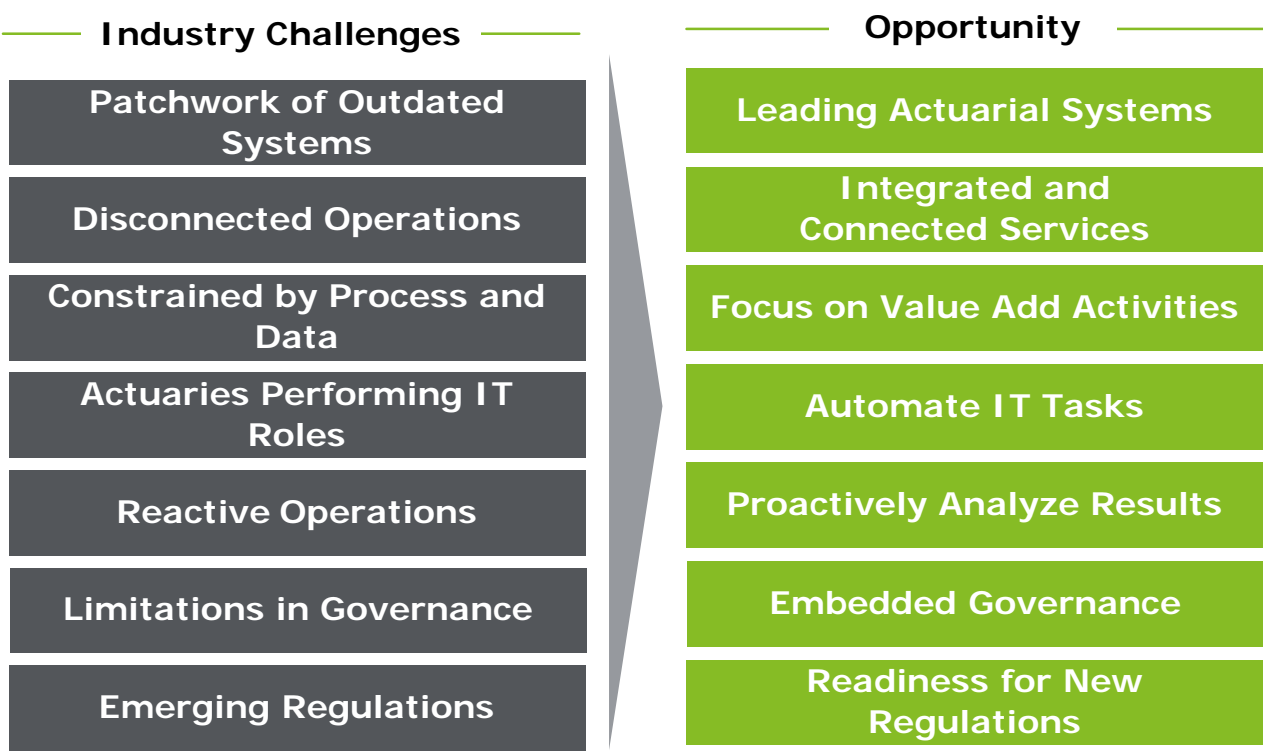 Industry Challenges
Patchwork of Outdated
Systems
Disconnected Operations
Constrained by Process and
Data
Actuaries Performing IT
Roles
Reactive Operations
Limitations in Governance
Emerging Regulations
Opportunity
Leading Actuarial Systems
Integrated and
Connected Services
Focus on Value Add Activities
Automate IT Tasks
Proactively Analyze Results
Embedded Governance
Readiness for New
Regulations